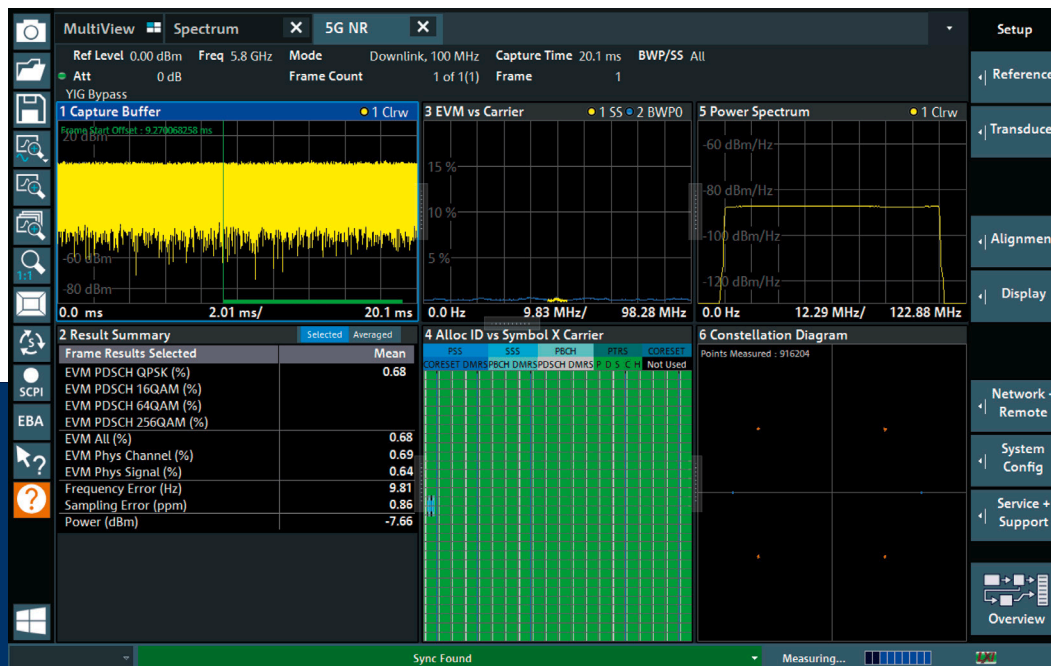 MultiView Spectrum 5G NR Setup
Ref Level 0.00 dBm Freq 5.8 GHz Mode Downlink, 100 MHz Capture Time 20.1 ms BWP/SS All
Att 0 dB Frame Count 1 of 1(1) Frame 1
YIG Bypass
Reference
Transduce
Alignmen
Display
Network +
Remote
System
Config
Service +
Support
Overview
1:1
SCPI
EBA
1 Capture Buffer 1 Clrw
Frame Start Offset : 9.270068258 ms
20 dBm
-60 dBm
-80 dBm
0.0 ms 2.01 ms/ 20.1 ms
3 EVM vs Carrier 1 SS 2 BWP0
15 %
10 %
5 %
0.0 Hz 9.83 MHz/ 98.28 MHz
5 Power Spectrum 1 Clrw
-60 dBm/Hz
-80 dBm/Hz
-100 dBm/Hz
-120 dBm/Hz
0.0 Hz 12.29 MHz/ 122.88 MHz
2 Result Summary Selected Averaged
Frame Results Selected Mean
EVM PDSCH QPSK (%) 0.68
EVM PDSCH 16QAM (%)
EVM PDSCH 64QAM (%)
EVM PDSCH 256QAM (%)
EVM All (%) 0.68
EVM Phys Channel (%) 0.69
EVM Phys Signal (%) 0.64
Frequency Error (Hz) 9.81
Sampling Error (ppm) 0.86
Power (dBm) -7.66
4 Alloc ID vs Symbol X Carrier
PSS SSS PBCH PTRS CORESET
CORESET DMRS PBCH DMRS PDSCH DMRS P D S C H Not Used
6 Constellation Diagram
Points Measured : 916204
Sync Found Measuring...